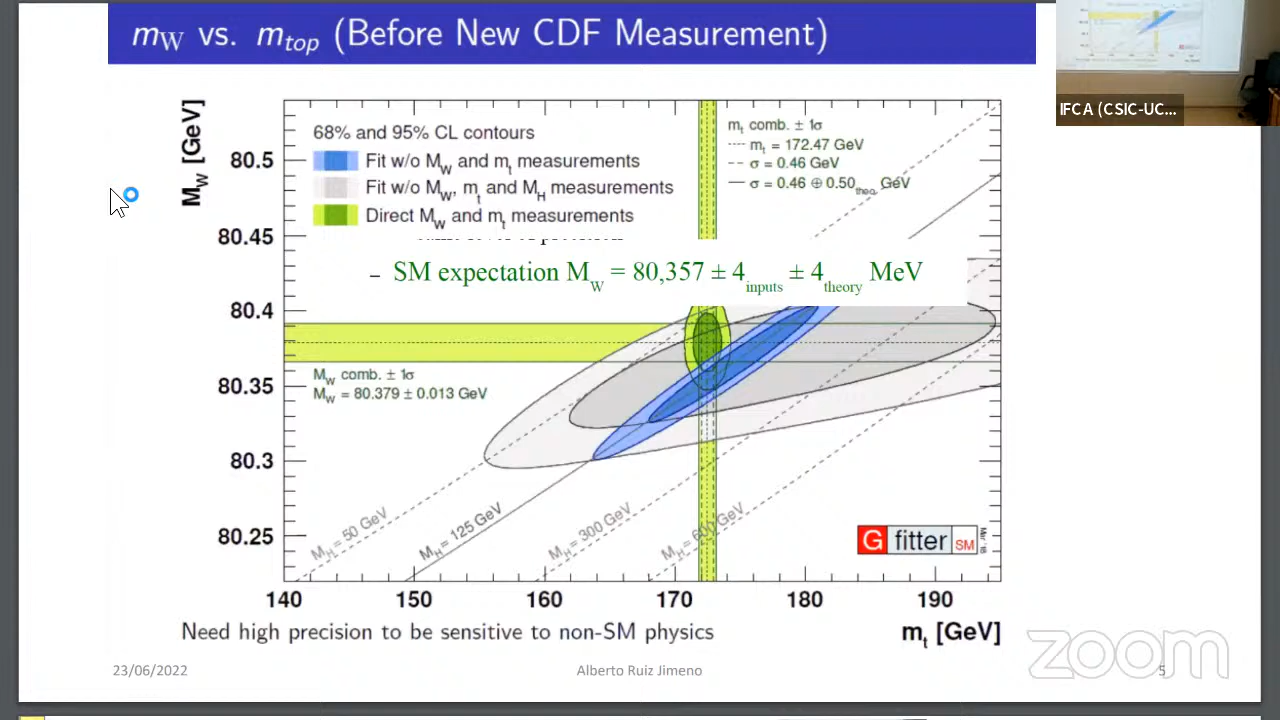 m_W vs. m_top (Before New CDF Measurement)
IFCA (CSIC-UC...
M_W [GeV]
80.5
80.45
80.4
80.35
80.3
80.25
68% and 95% CL contours
Fit w/o M_W and m_t measurements
Fit w/o M_W, m_t and M_H measurements
Direct M_W and m_t measurements
m_t comb. ± 1σ
m_t = 172.47 GeV
σ = 0.46 GeV
σ = 0.46 ⊕ 0.50_theo GeV
– SM expectation M_W = 80,357 ± 4_inputs ± 4_theory MeV
M_W comb. ± 1σ
M_W = 80.379 ± 0.013 GeV
M_H = 50 GeV
M_H = 125 GeV
M_H = 300 GeV
M_H = 600 GeV
G fitter SM
Mar '18
140 150 160 170 180 190
m_t [GeV]
Need high precision to be sensitive to non-SM physics
23/06/2022
Alberto Ruiz Jimeno
5
zoom